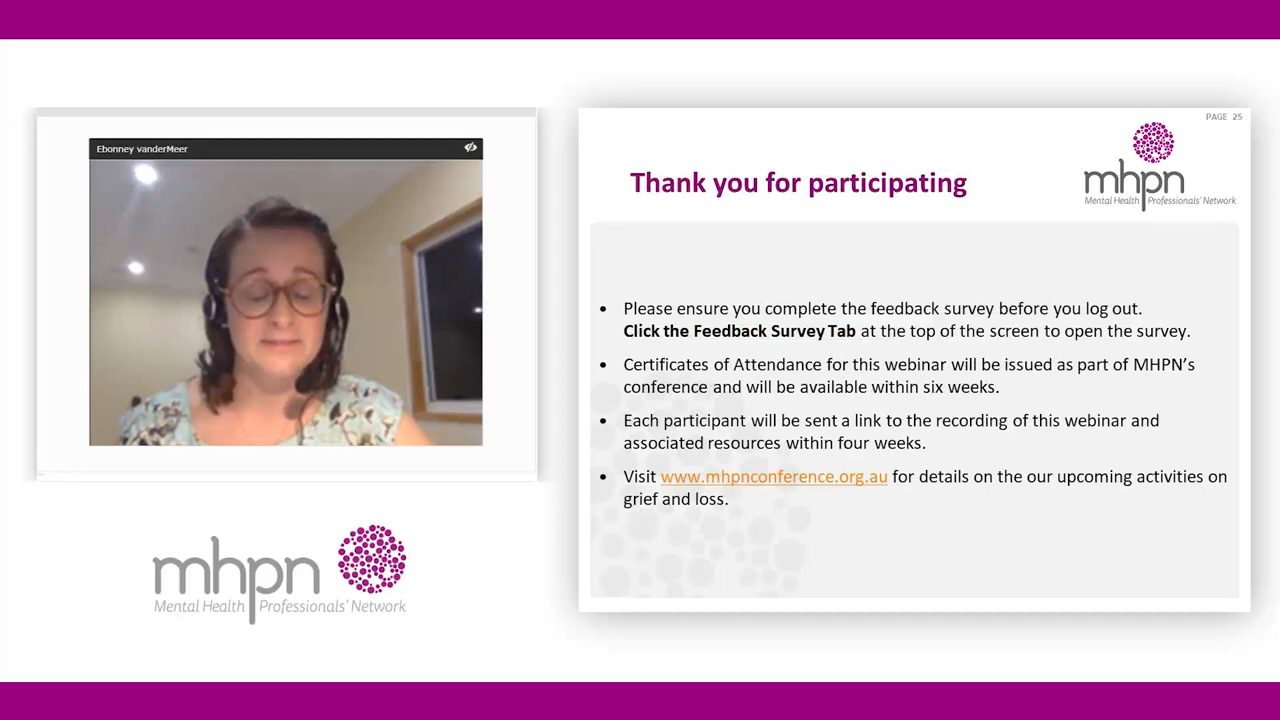 Ebonney vanderMeer
mhpn
Mental Health Professionals' Network
PAGE 25
mhpn
Mental Health Professionals' Network
Thank you for participating
• Please ensure you complete the feedback survey before you log out.
Click the Feedback Survey Tab at the top of the screen to open the survey.
• Certificates of Attendance for this webinar will be issued as part of MHPN's
conference and will be available within six weeks.
• Each participant will be sent a link to the recording of this webinar and
associated resources within four weeks.
• Visit www.mhpnconference.org.au for details on the our upcoming activities on
grief and loss.